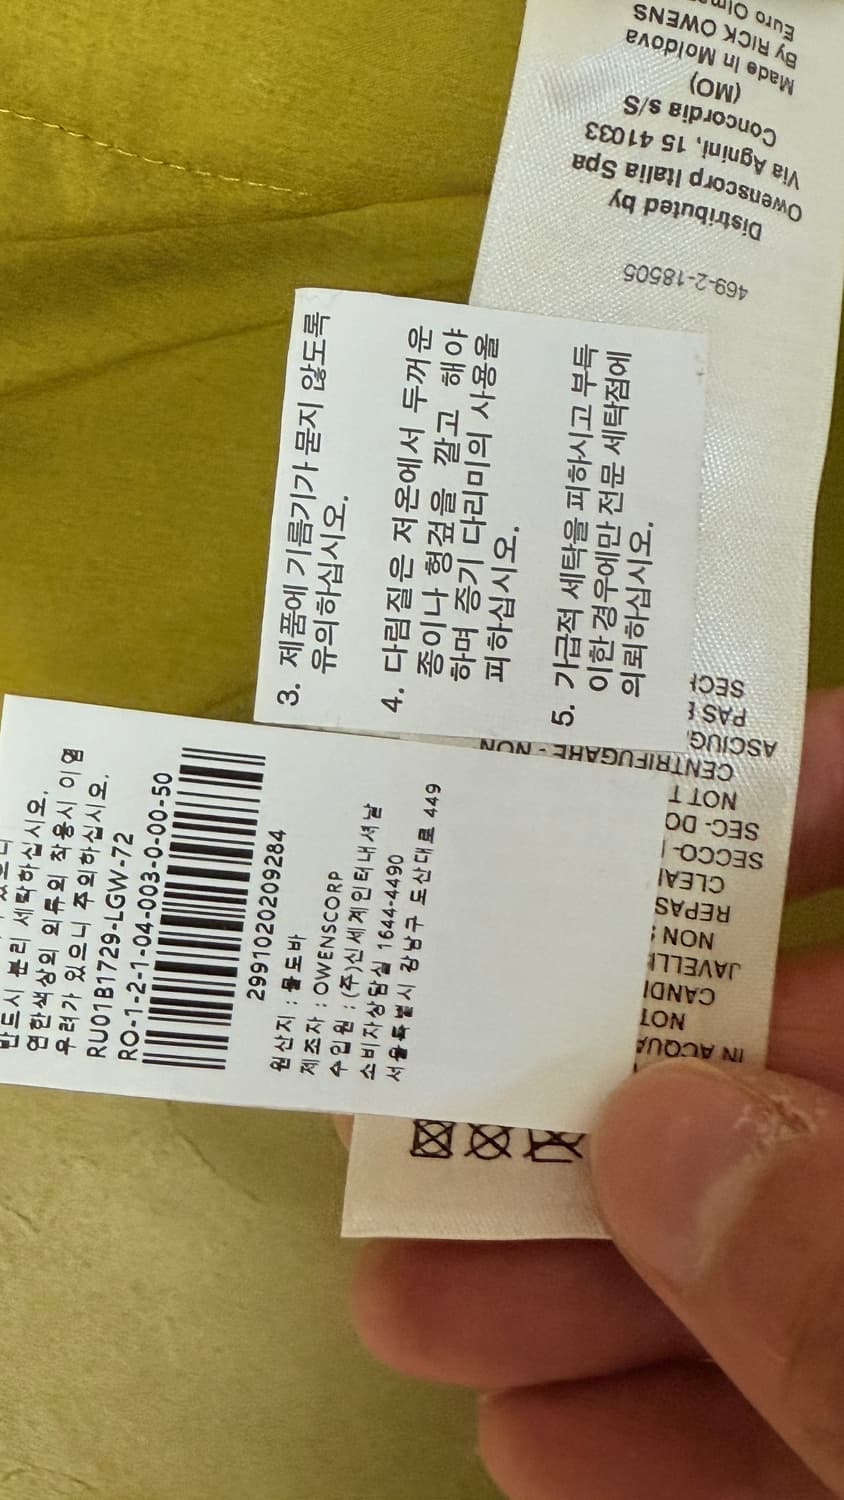 반드시 분리 세탁하십시오.
연한색상의 외류의 착용시 이염
우려가 있으니 주의하십시오.
RU01B1729-LGW-72
RO-1-2-1-04-003-0-00-50
2991020209284
원산지 : 몰도바
제조자 : OWENSCORP
수입원 : (주)신세계인터내셔날
소비자상담실 1644-4490
서울특별시 강남구 도산대로 449
3. 제품에 기름기가 묻지 않도록
유의하십시오.
4. 다림질은 저온에서 두꺼운
종이나 헝겊을 깔고 해야
하며 증기 다리미의 사용을
피하십시오.
5. 가급적 세탁을 피하시고 부득
이한 경우에만 전문 세탁점에
의뢰하십시오.
469-2-18505
Distributed by
Owenscorp Italia Spa
Via Agnini, 15 41033
Concordia s/S
(MO)
Made In Moldova
By RICK OWENS
Euro
PAS
CENTRIFUGARE - NON
NOT
SEC- DO
SECCO-
NON
NOT
IN ACQUA